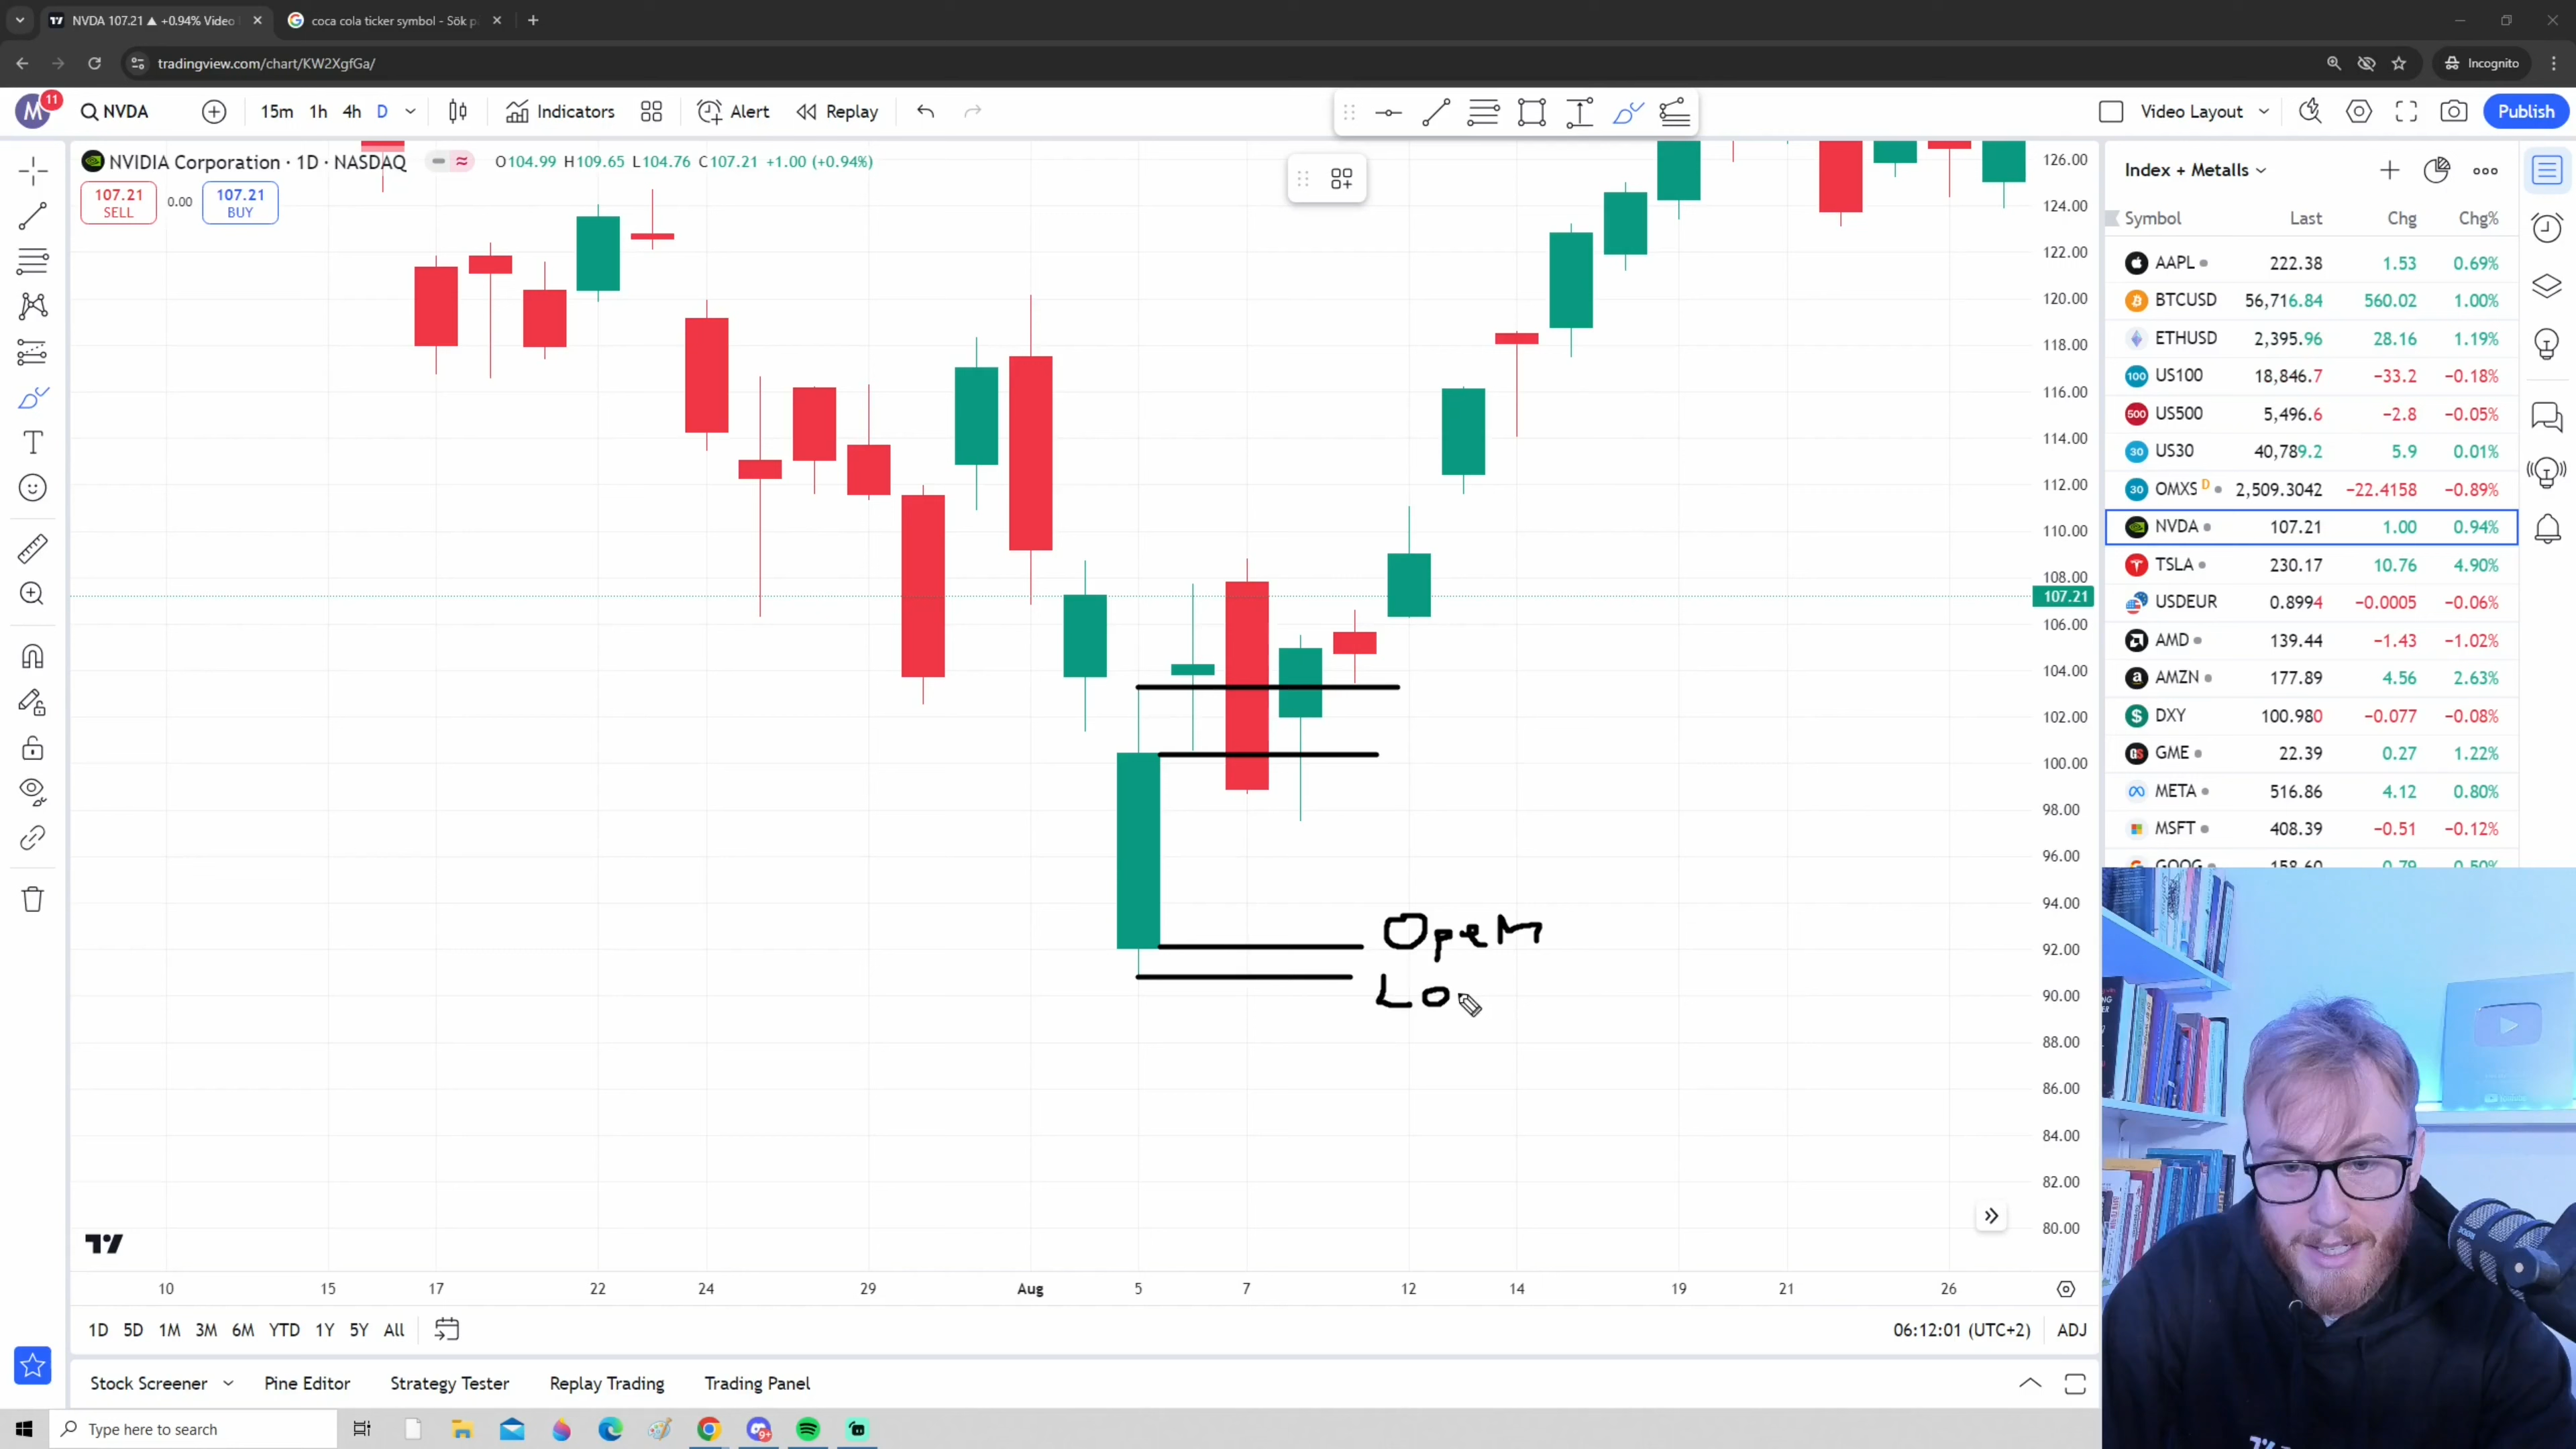 NVDA 107.21 ▲ +0.94% Video
coca cola ticker symbol - Sök p
tradingview.com/chart/KW2XgfGa/
Incognito
M 11 NVDA 15m 1h 4h D Indicators Alert Replay Video Layout Publish
NVIDIA Corporation · 1D · NASDAQ O104.99 H109.65 L104.76 C107.21 +1.00 (+0.94%)
107.21 SELL 0.00 107.21 BUY
126.00
124.00
122.00
120.00
118.00
116.00
114.00
112.00
110.00
108.00
107.21
106.00
104.00
102.00
100.00
98.00
96.00
94.00
92.00
90.00
88.00
86.00
84.00
82.00
80.00
Open
Lo
10 15 17 22 24 29 Aug 5 7 12 14 19 21 26
1D 5D 1M 3M 6M YTD 1Y 5Y All 06:12:01 (UTC+2) ADJ
Stock Screener Pine Editor Strategy Tester Replay Trading Trading Panel
Type here to search 9+
Index + Metalls
Symbol Last Chg Chg%
AAPL 222.38 1.53 0.69%
BTCUSD 56,716.84 560.02 1.00%
ETHUSD 2,395.96 28.16 1.19%
100 US100 18,846.7 −33.2 −0.18%
500 US500 5,496.6 −2.8 −0.05%
30 US30 40,789.2 5.9 0.01%
30 OMXS D 2,509.3042 −22.4158 −0.89%
NVDA 107.21 1.00 0.94%
TSLA 230.17 10.76 4.90%
USDEUR 0.8994 −0.0005 −0.06%
AMD 139.44 −1.43 −1.02%
AMZN 177.89 4.56 2.63%
DXY 100.980 −0.077 −0.08%
GME 22.39 0.27 1.22%
META 516.86 4.12 0.80%
MSFT 408.39 −0.51 −0.12%
GOOG 158.60 0.79 0.50%